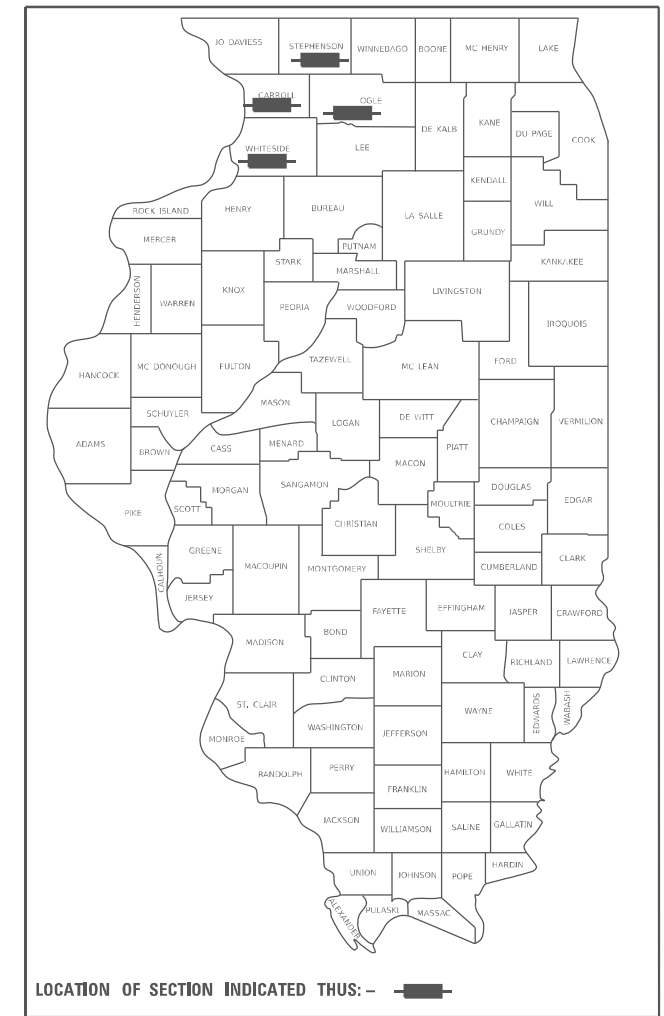 JO DAVIESS
STEPHENSON
WINNEBAGO
BOONE
MC HENRY
LAKE
CARROLL
OGLE
DE KALB
KANE
DU PAGE
COOK
WHITESIDE
LEE
KENDALL
WILL
ROCK ISLAND
HENRY
BUREAU
LA SALLE
GRUNDY
MERCER
PUTNAM
STARK
MARSHALL
KANKAKEE
HENDERSON
WARREN
KNOX
PEORIA
WOODFORD
LIVINGSTON
IROQUOIS
HANCOCK
MC DONOUGH
FULTON
TAZEWELL
MC LEAN
FORD
SCHUYLER
MASON
LOGAN
DE WITT
CHAMPAIGN
VERMILION
ADAMS
BROWN
CASS
MENARD
PIATT
MACON
PIKE
SCOTT
MORGAN
SANGAMON
CHRISTIAN
MOULTRIE
DOUGLAS
EDGAR
COLES
CALHOUN
GREENE
MACOUPIN
MONTGOMERY
SHELBY
CUMBERLAND
CLARK
JERSEY
FAYETTE
EFFINGHAM
JASPER
CRAWFORD
MADISON
BOND
CLAY
RICHLAND
LAWRENCE
CLINTON
MARION
ST. CLAIR
WAYNE
EDWARDS
WABASH
MONROE
WASHINGTON
JEFFERSON
RANDOLPH
PERRY
HAMILTON
WHITE
FRANKLIN
JACKSON
WILLIAMSON
SALINE
GALLATIN
UNION
JOHNSON
POPE
HARDIN
ALEXANDER
PULASKI
MASSAC
LOCATION OF SECTION INDICATED THUS: –